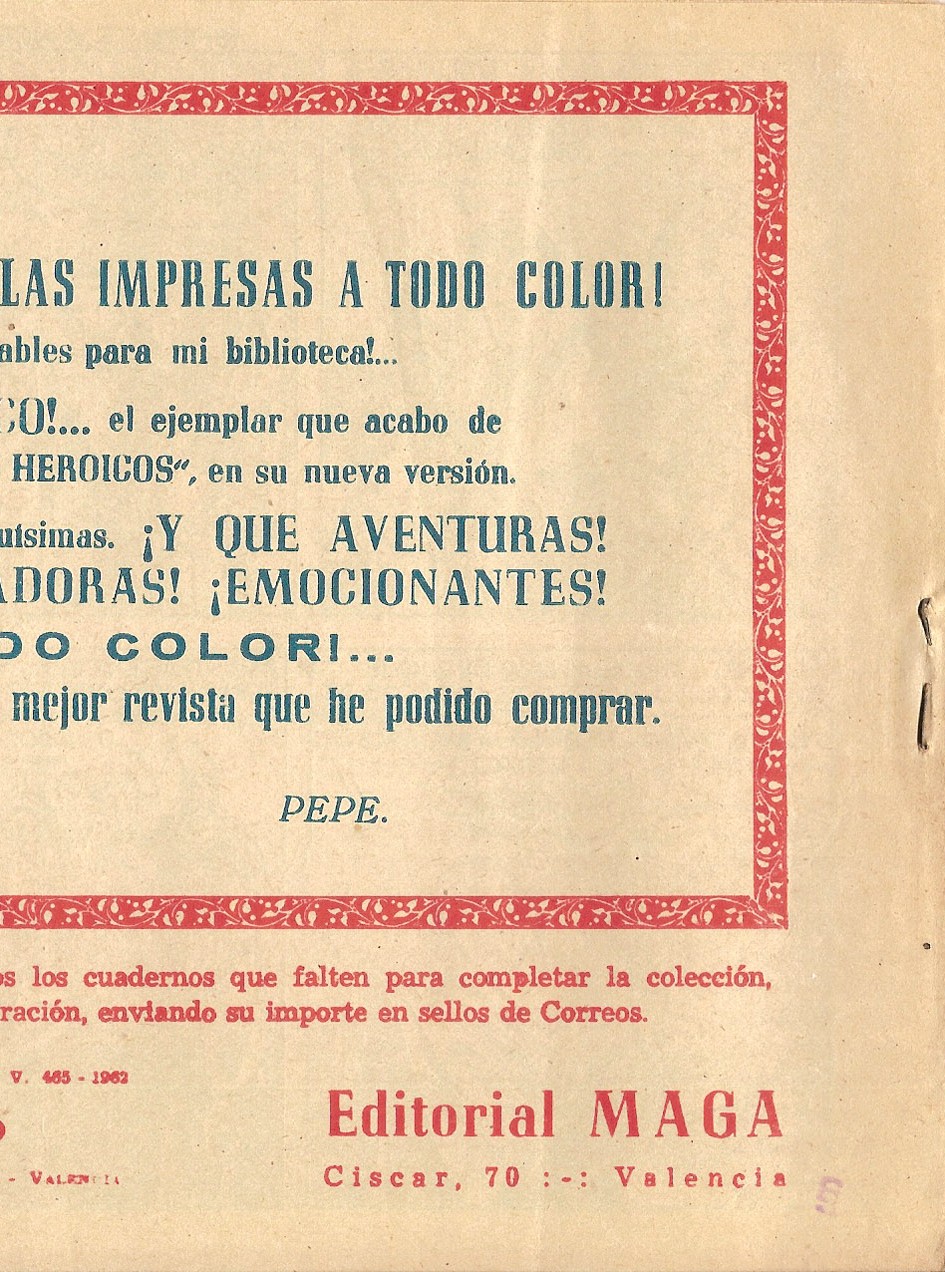 LAS IMPRESAS A TODO COLOR!
ables para mi biblioteca!...
CO!... el ejemplar que acabo de
HEROICOS“, en su nueva versión.
utsimas. ¡Y QUE AVENTURAS!
ADORAS! ¡EMOCIONANTES!
DO COLOR!...
mejor revista que he podido comprar.
PEPE.
os los cuadernos que falten para completar la colección,
ración, enviando su importe en sellos de Correos.
V. 465 - 1962
Editorial MAGA
- VALENCIA
Ciscar, 70 :-: Valencia